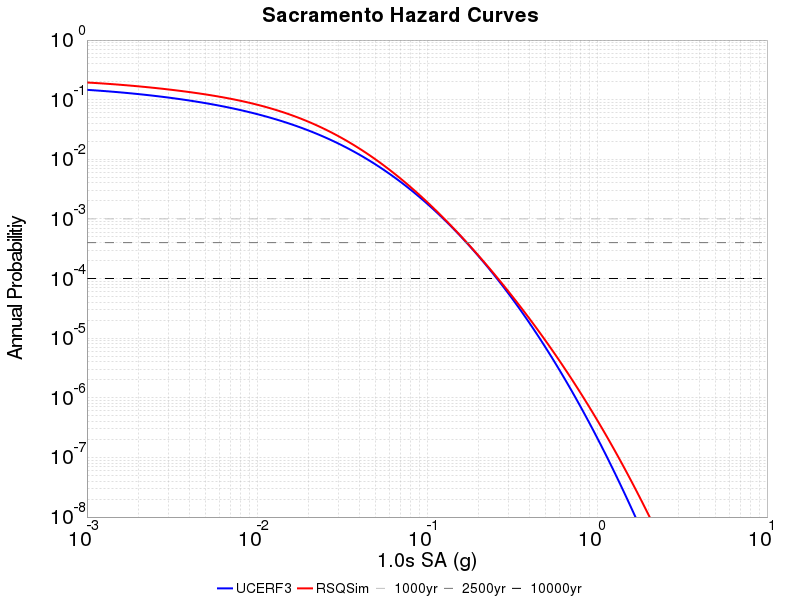 Sacramento Hazard Curves
10^0
10^-1
10^-2
10^-3
10^-4
10^-5
10^-6
10^-7
10^-8
Annual Probabilitiy
10^-3 10^-2 10^-1 10^0 10^1
1.0s SA (g)
UCERF3 RSQSim 1000yr 2500yr 10000yr